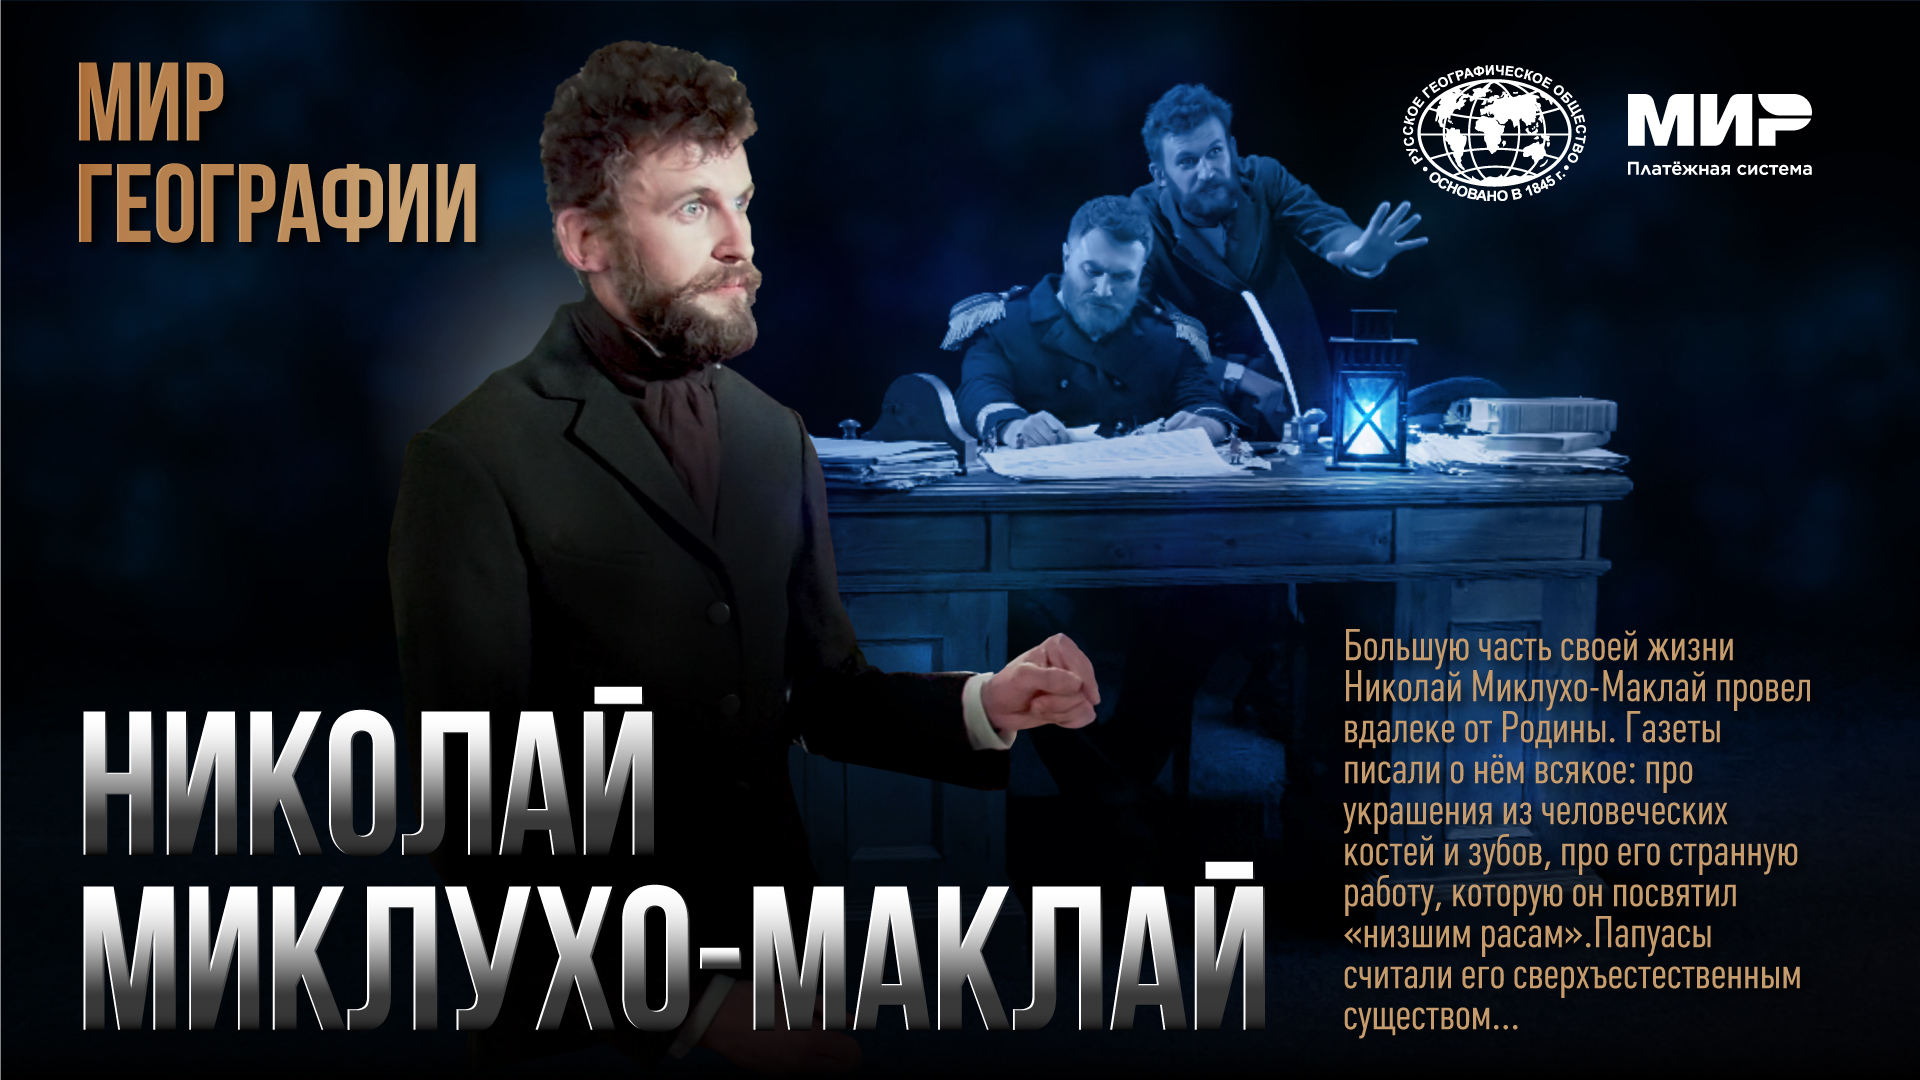 МИР
ГЕОГРАФИИ
РУССКОЕ ГЕОГРАФИЧЕСКОЕ ОБЩЕСТВО
• ОСНОВАНО В 1845 г. •
МИР
Платёжная система
НИКОЛАЙ
МИКЛУХО-МАКЛАЙ
Большую часть своей жизни
Николай Миклухо-Маклай провел
вдалеке от Родины. Газеты
писали о нём всякое: про
украшения из человеческих
костей и зубов, про его странную
работу, которую он посвятил
«низшим расам».Папуасы
считали его сверхъестественным
существом...